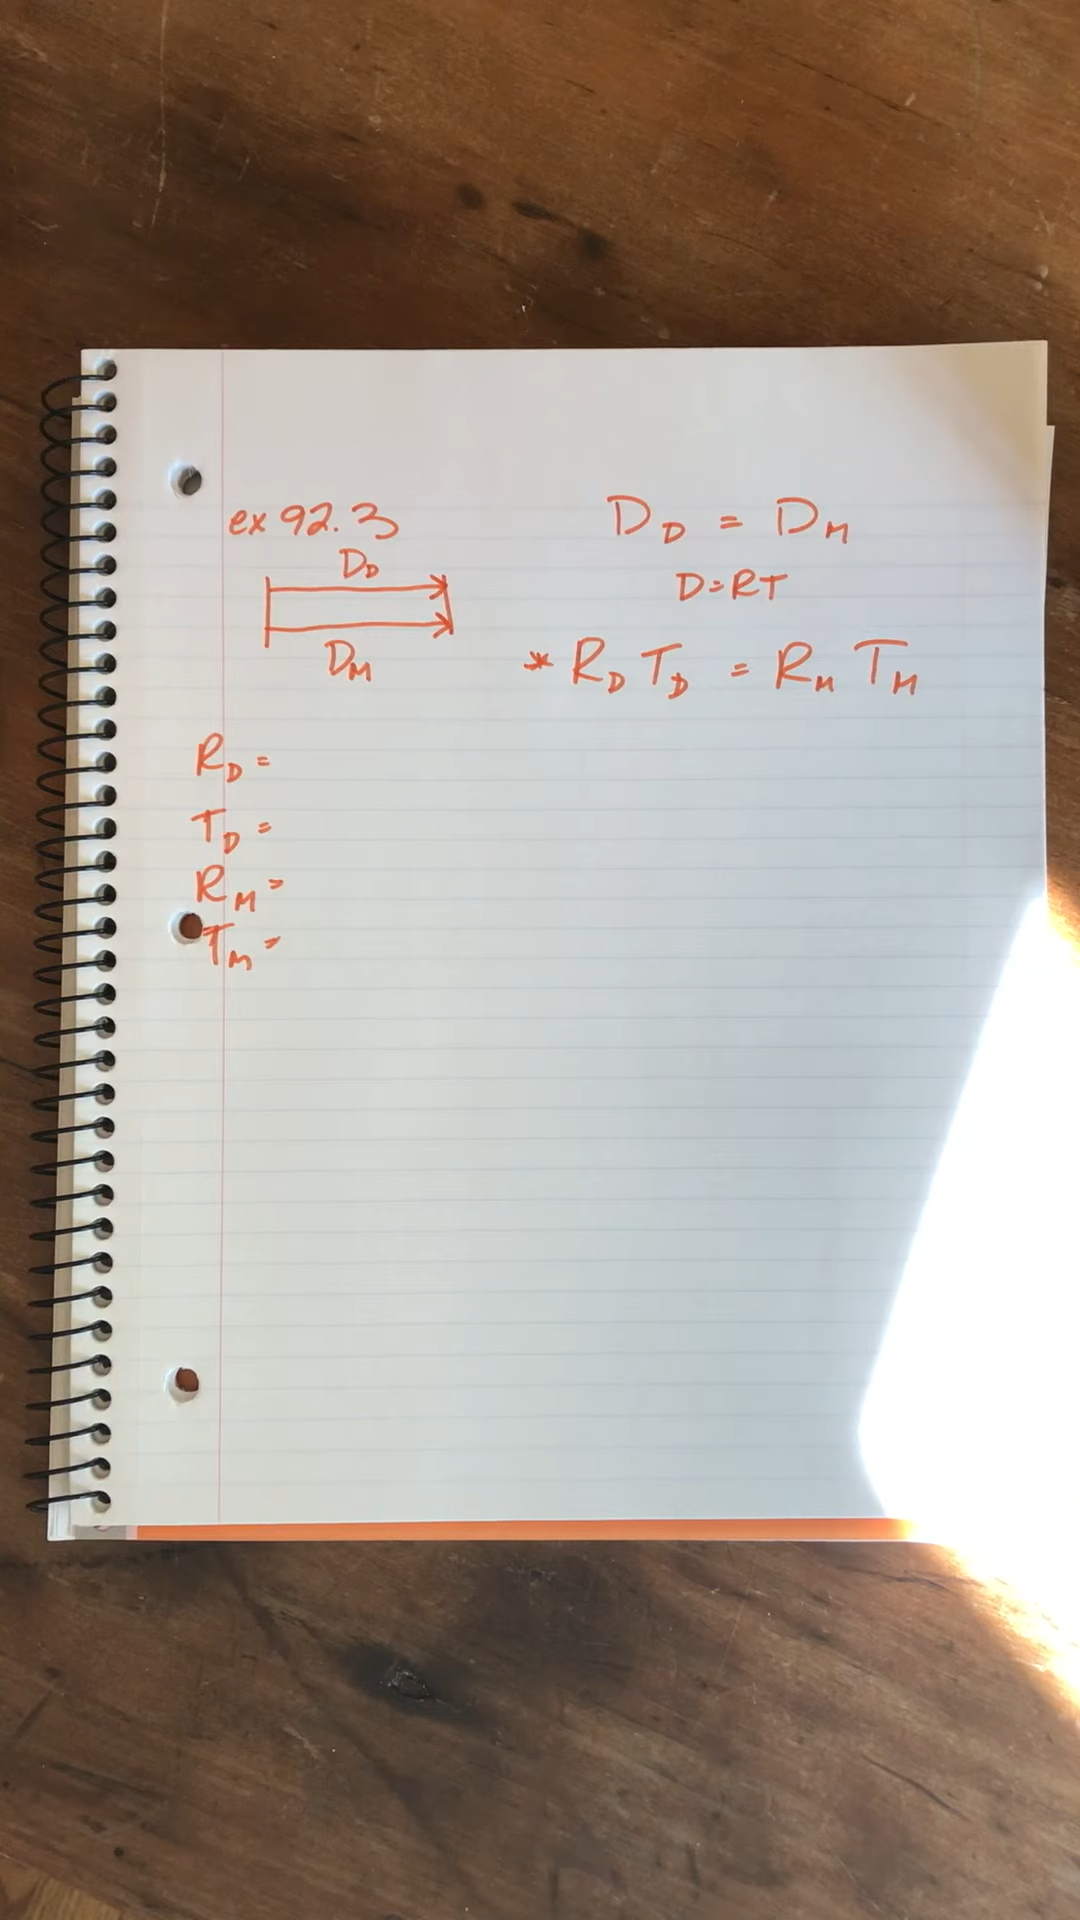 ex 92.3
D_D
D_M
D_D = D_M
D=RT
* R_D T_D = R_M T_M
R_D =
T_D =
R_M =
T_M =